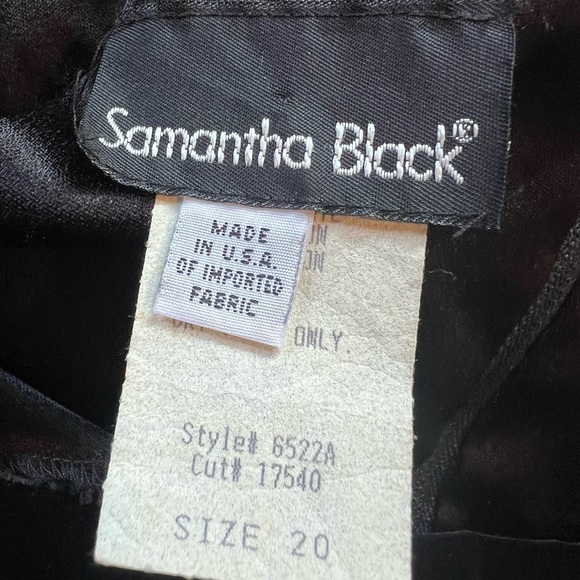 Samantha Black®
MADE
IN U.S.A.
OF IMPORTED
FABRIC
ONLY.
Style# 6522A
Cut# 17540
SIZE 20